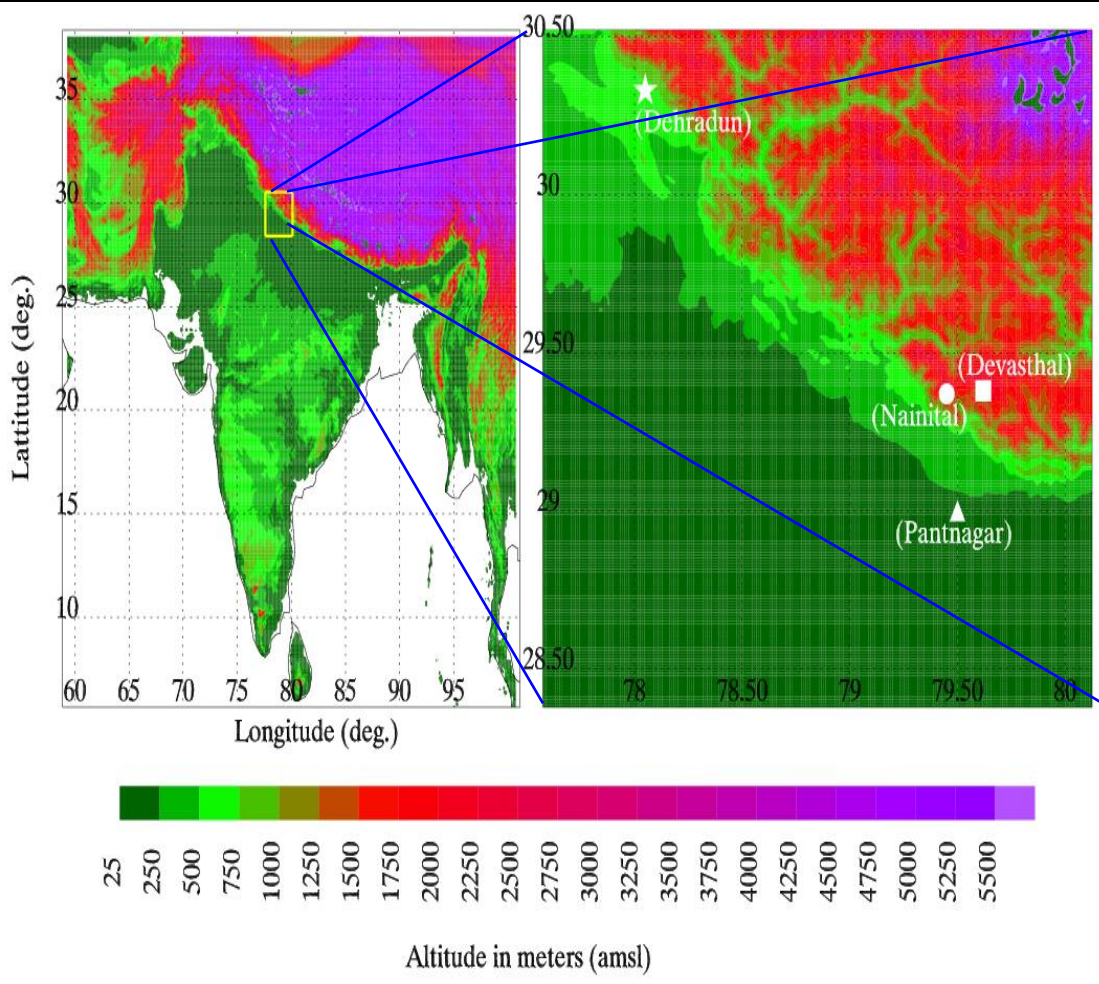 Lattitude (deg.)
35
30
25
20
15
10
60 65 70 75 80 85 90 95
Longitude (deg.)
30.50
30
29.50
29
28.50
78 78.50 79 79.50 80
(Dehradun)
(Devasthal)
(Nainital)
(Pantnagar)
25 250 500 750 1000 1250 1500 1750 2000 2250 2500 2750 3000 3250 3500 3750 4000 4250 4500 4750 5000 5250 5500
Altitude in meters (amsl)